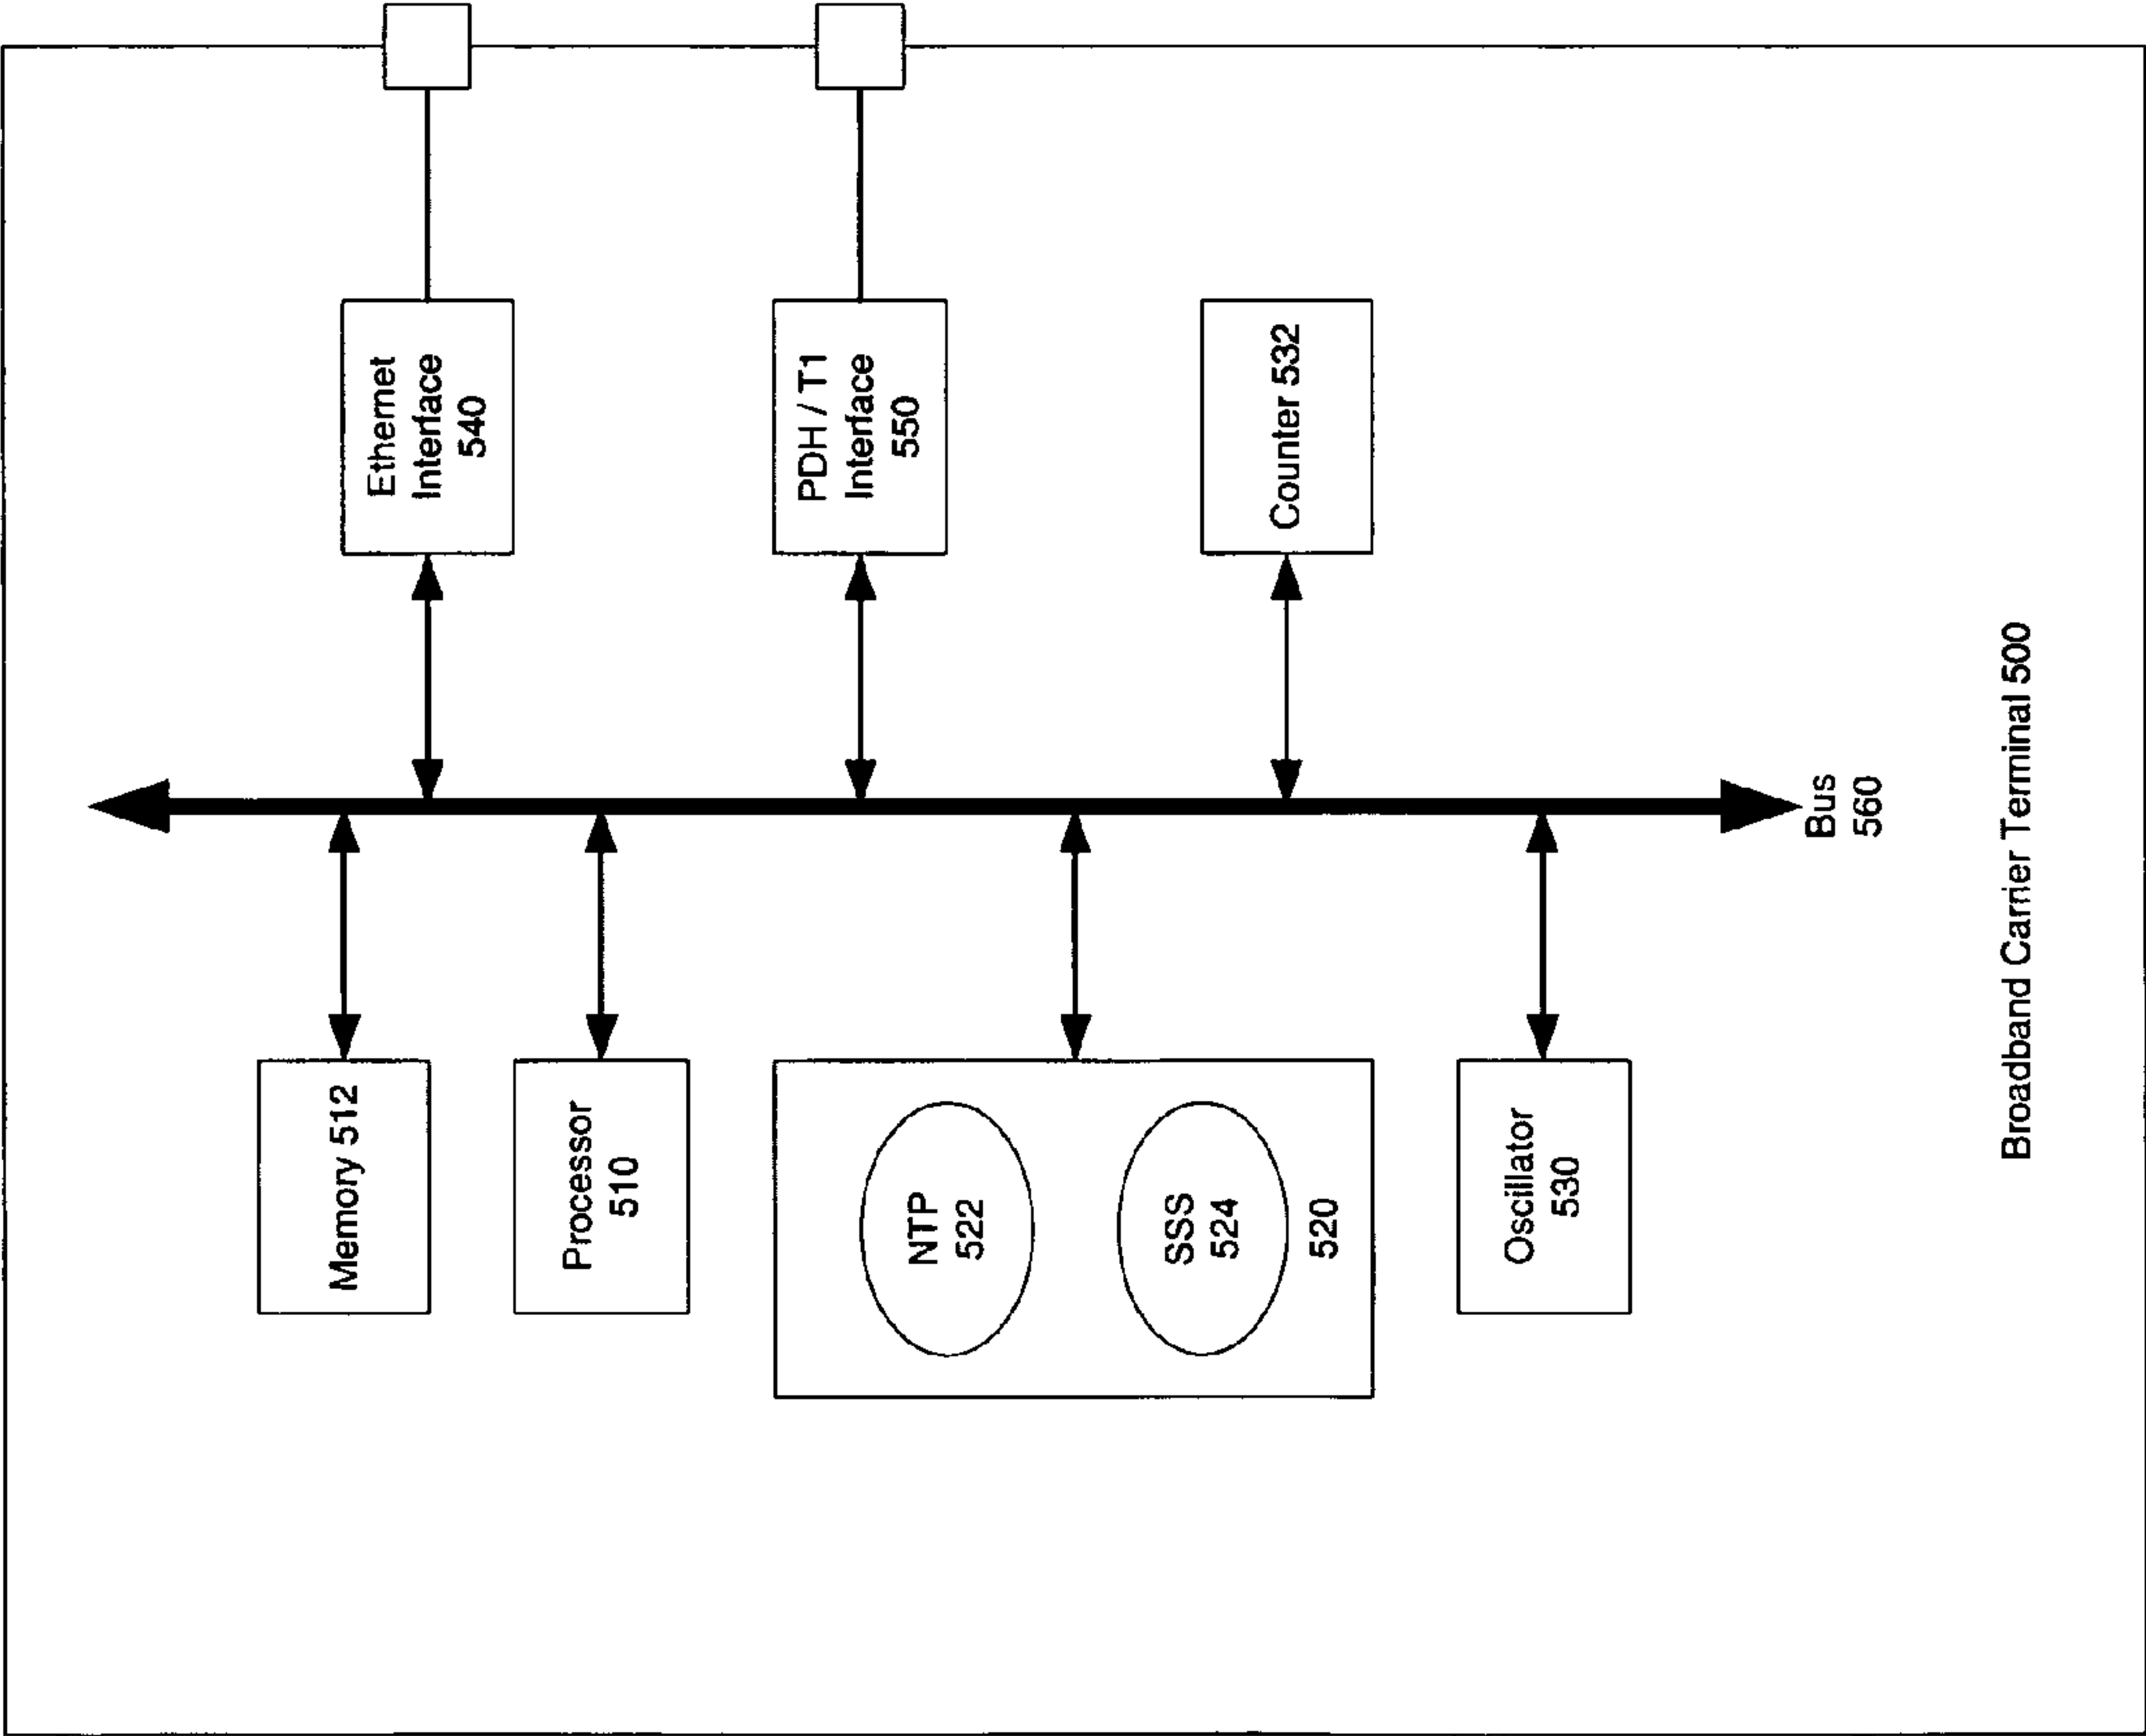 Ethernet
Interface
540
PDH / T1
Interface
550
Counter 532
Memory 512
Processor
510
NTP
522
SSS
524
520
Oscillator
530
Bus
560
Broadband Carrier Terminal 500